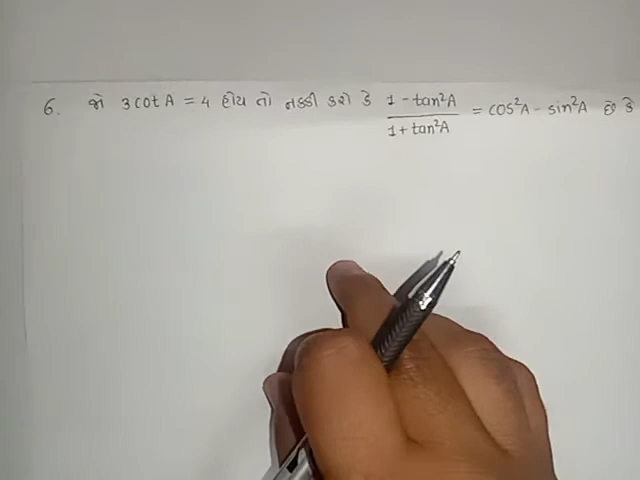 6. જો 3 cot A = 4 હોય તો નક્કી કરો કે (1 - tan²A)/(1 + tan²A) = cos²A - sin²A છે કે